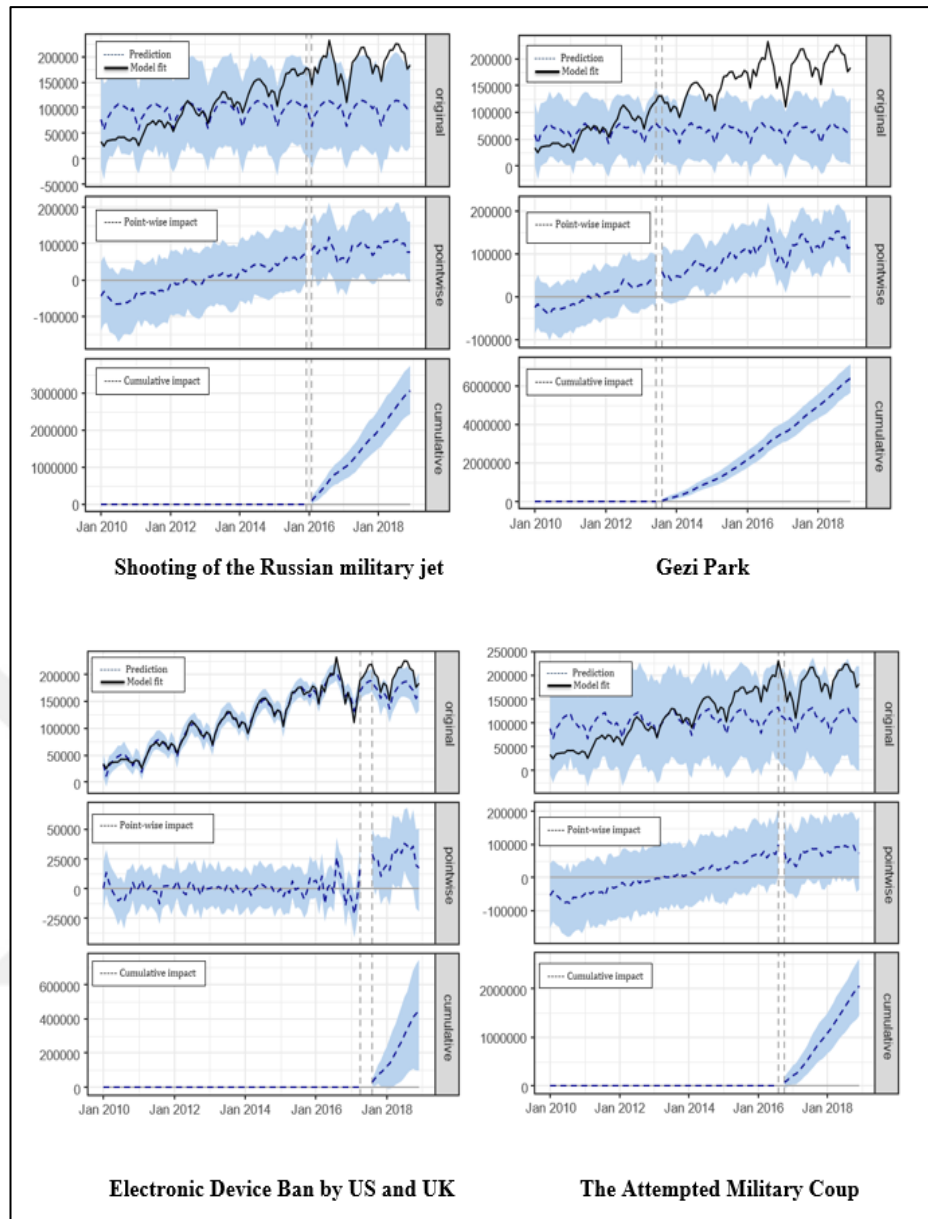 Prediction
Model fit
200000
150000
100000
50000
0
-50000
original
Point-wise impact
200000
100000
0
-100000
pointwise
Cumulative impact
3000000
2000000
1000000
0
cumulative
Jan 2010 Jan 2012 Jan 2014 Jan 2016 Jan 2018
Shooting of the Russian military jet
Prediction
Model fit
200000
150000
100000
50000
0
original
Point-wise impact
200000
100000
0
-100000
pointwise
Cumulative impact
6000000
4000000
2000000
0
cumulative
Jan 2010 Jan 2012 Jan 2014 Jan 2016 Jan 2018
Gezi Park
Prediction
Model fit
200000
150000
100000
50000
0
original
Point-wise impact
50000
25000
0
-25000
pointwise
Cumulative impact
600000
400000
200000
0
cumulative
Jan 2010 Jan 2012 Jan 2014 Jan 2016 Jan 2018
Electronic Device Ban by US and UK
Prediction
Model fit
250000
200000
150000
100000
50000
0
original
Point-wise impact
200000
100000
0
-100000
pointwise
Cumulative impact
2000000
1000000
0
cumulative
Jan 2010 Jan 2012 Jan 2014 Jan 2016 Jan 2018
The Attempted Military Coup